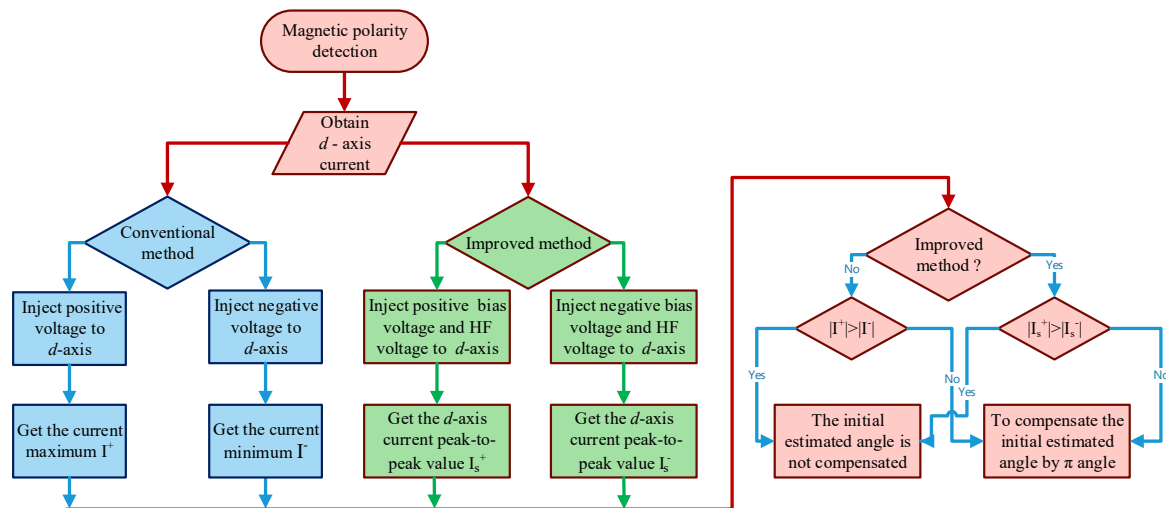 Magnetic polarity
detection
Obtain
d - axis
current
Conventional
method
Improved method
Inject positive
voltage to
d-axis
Inject negative
voltage to
d-axis
Inject positive bias
voltage and HF
voltage to d-axis
Inject negative bias
voltage and HF
voltage to d-axis
Get the current
maximum I⁺
Get the current
minimum I⁻
Get the d-axis
current peak-to-
peak value Iₛ⁺
Get the d-axis
current peak-to-
peak value Iₛ⁻
Improved
method ?
No
Yes
|I⁺|>|I⁻|
|Iₛ⁺|>|Iₛ⁻|
Yes
No
Yes
No
The initial
estimated angle is
not compensated
To compensate the
initial estimated
angle by π angle